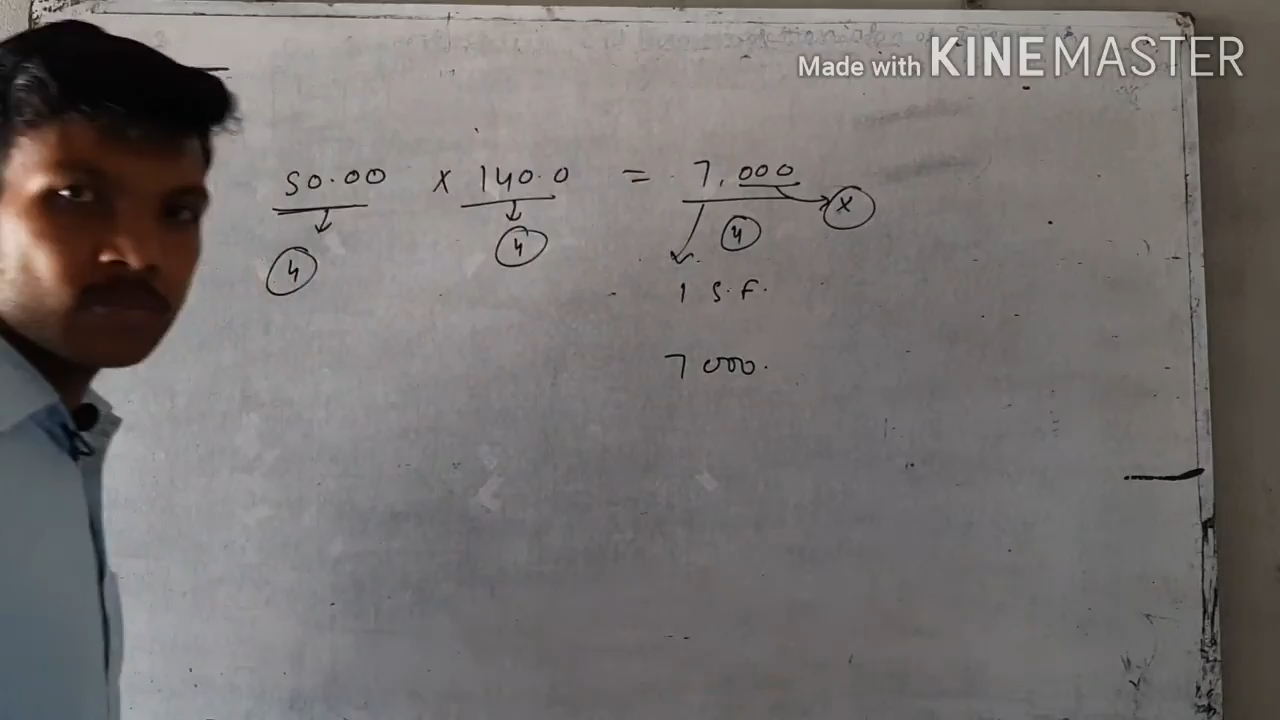 Made with KINEMASTER
50.00 x 140.0 = 7,000
4 4 4 x
1 S.F.
7000.